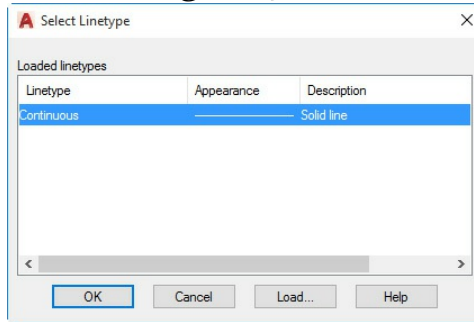 Select Linetype
Loaded linetypes
Linetype Appearance Description
Continuous Solid line
OK Cancel Load... Help